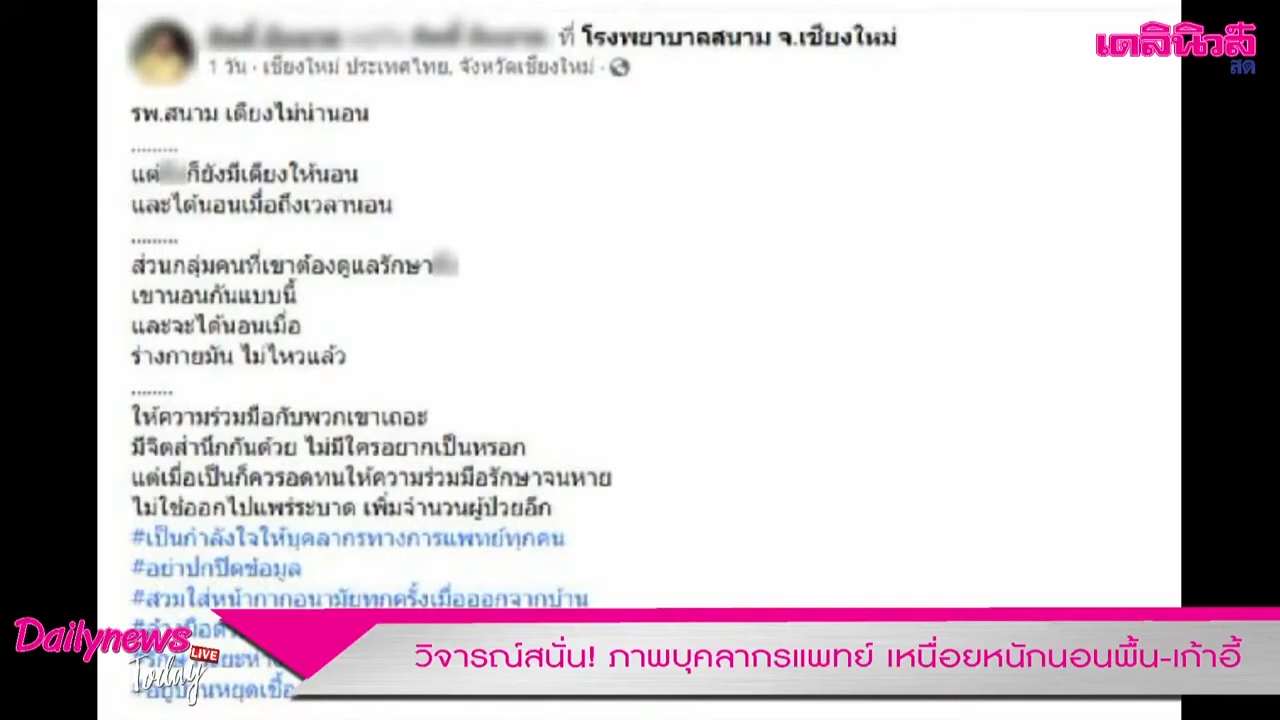 ที่ โรงพยาบาลสนาม จ.เชียงใหม่
1 วัน · เชียงใหม่ ประเทศไทย, จังหวัดเชียงใหม่ ·
เดลินิวส์
สด
รพ.สนาม เตียงไม่น่านอน
.........
แต่ ก็ยังมีเตียงให้นอน
และได้นอนเมื่อถึงเวลานอน
.........
ส่วนกลุ่มคนที่เขาต้องดูแลรักษา
เขานอนกันแบบนี้
และจะได้นอนเมื่อ
ร่างกายมัน ไม่ไหวแล้ว
........
ให้ความร่วมมือกับพวกเขาเถอะ
มีจิตสำนึกกันด้วย ไม่มีใครอยากเป็นหรอก
แต่เมื่อเป็นก็ควรอดทนให้ความร่วมมือรักษาจนหาย
ไม่ใช่ออกไปแพร่ระบาด เพิ่มจำนวนผู้ป่วยอีก
#เป็นกำลังใจให้บุคลากรทางการแพทย์ทุกคน
#อย่าปกปิดข้อมูล
#สวมใส่หน้ากากอนามัยทุกครั้งเมื่อออกจากบ้าน
Dailynews
LIVE
Today
วิจารณ์สนั่น! ภาพบุคลากรแพทย์ เหนื่อยหนักนอนพื้น-เก้าอี้